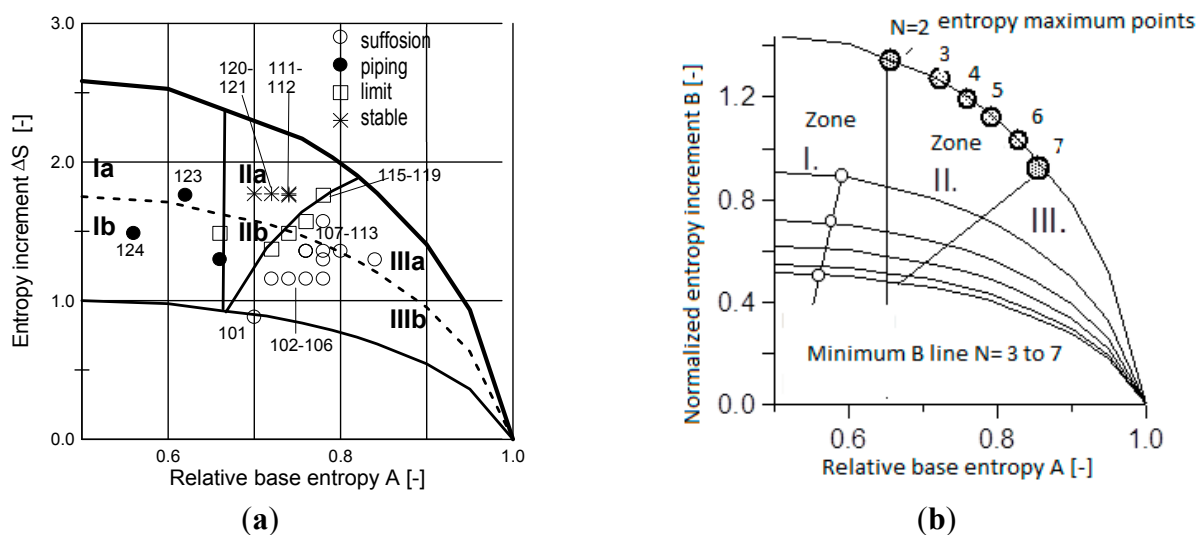 3.0
2.0
1.0
0.0
Entropy increment ΔS [-]
0.6
0.8
1.0
Relative base entropy A [-]
suffosion
piping
limit
stable
120-
121
111-
112
Ia
Ib
IIa
IIb
IIIa
IIIb
123
124
115-119
107-113
101
102-106
(a)
N=2
entropy maximum points
3
4
5
6
7
Zone
I.
Zone
II.
III.
Minimum B line N= 3 to 7
1.2
0.8
0.4
0.0
Normalized entropy increment B [-]
0.6
0.8
1.0
Relative base entropy A [-]
(b)